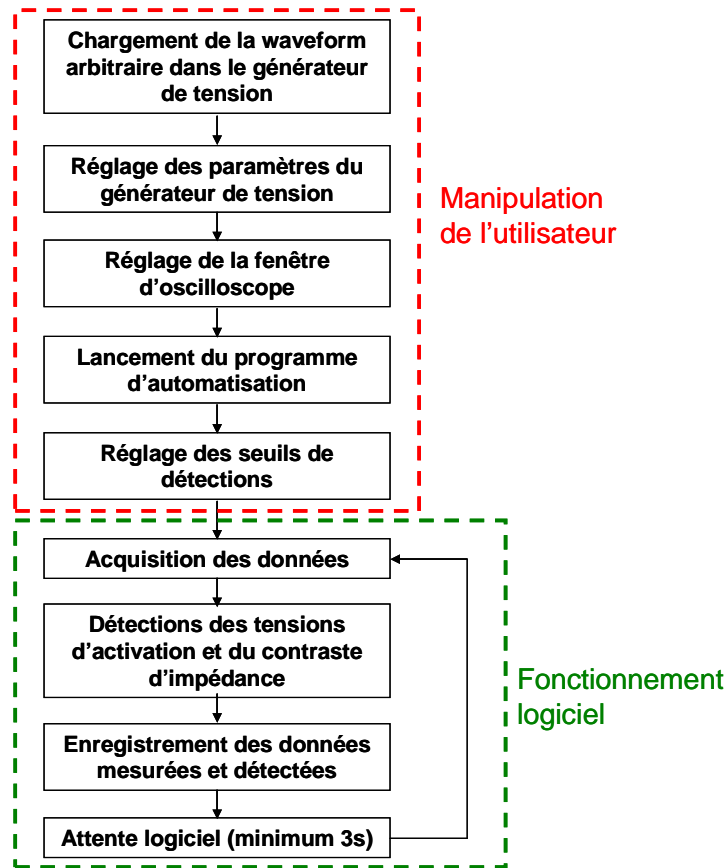 Chargement de la waveform
arbitraire dans le générateur
de tension
Réglage des paramètres du
générateur de tension
Manipulation
de l'utilisateur
Réglage de la fenêtre
d'oscilloscope
Lancement du programme
d'automatisation
Réglage des seuils de
détections
Acquisition des données
Détections des tensions
d'activation et du contraste
d'impédance
Fonctionnement
logiciel
Enregistrement des données
mesurées et détectées
Attente logiciel (minimum 3s)